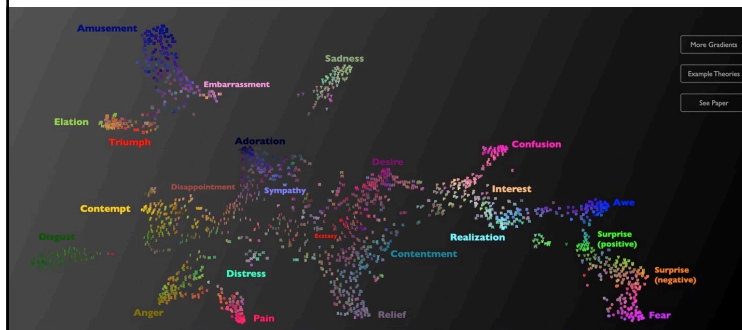 Amusement
More Gradients
Sadness
Example Theories
Embarrassment
See Paper
Elation
Triumph
Adoration
Confusion
Desire
Disappointment
Sympathy
Interest
Contempt
Awe
Ecstasy
Realization
Surprise
(positive)
Disgust
Contentment
Distress
Surprise
(negative)
Anger
Pain
Relief
Fear